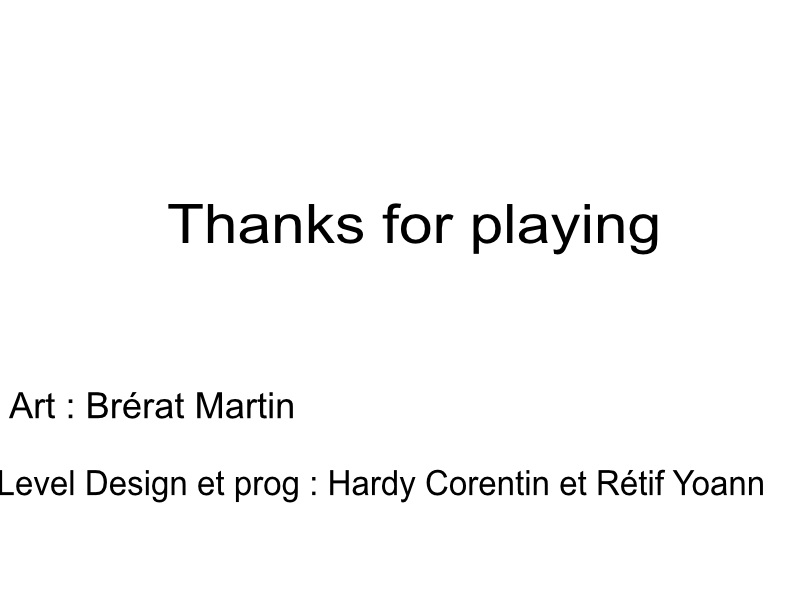 Thanks for playing
Art : Brérat Martin
Level Design et prog : Hardy Corentin et Rétif Yoann